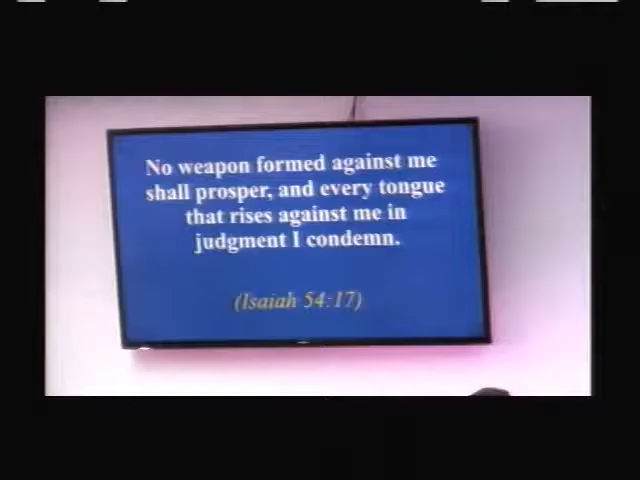 No weapon formed against me
shall prosper, and every tongue
that rises against me in
judgment I condemn.
(Isaiah 54:17)